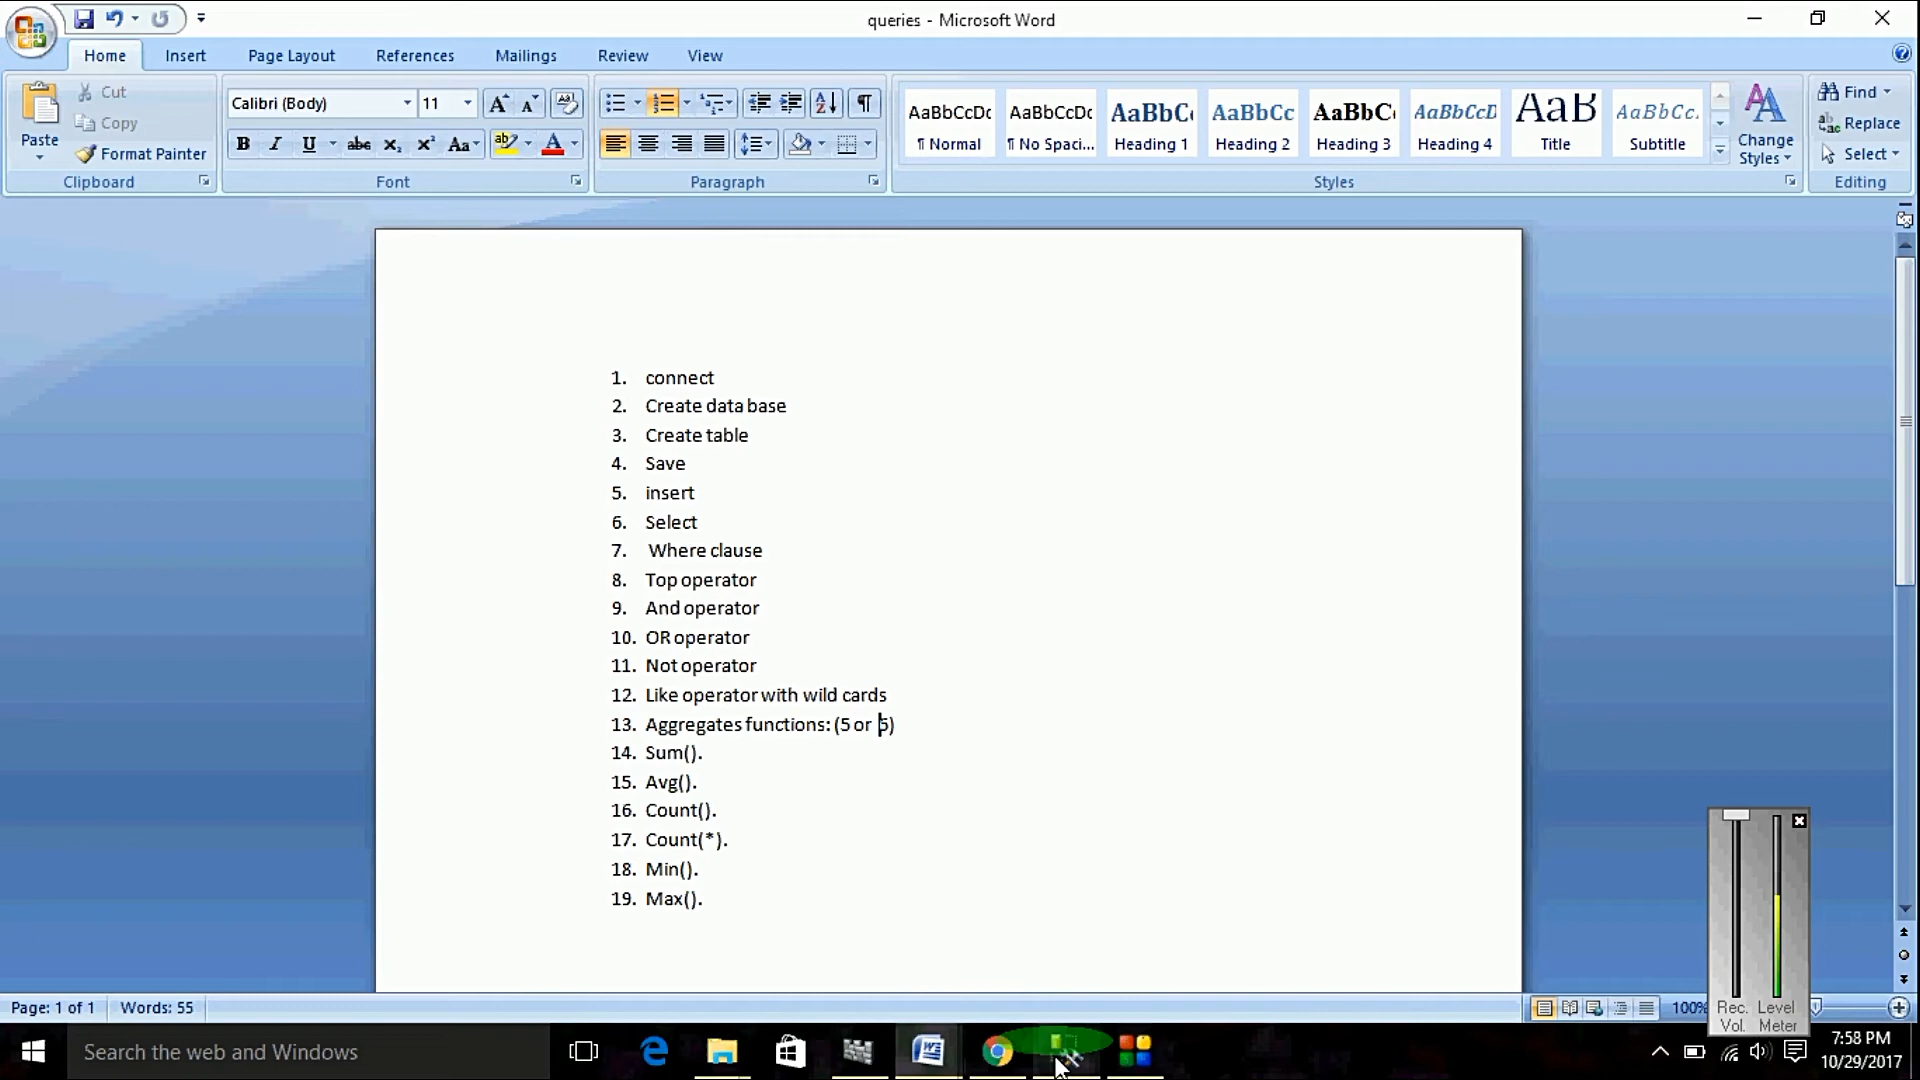 queries - Microsoft Word
Home Insert Page Layout References Mailings Review View
Cut
Copy
Format Painter
Paste
Clipboard
Calibri (Body) 11
Font
Paragraph
AaBbCcDc AaBbCcDc AaBbC AaBbCc AaBbC AaBbCcD AaB AaBbCc.
¶ Normal ¶ No Spaci... Heading 1 Heading 2 Heading 3 Heading 4 Title Subtitle
Change Styles
Styles
Find
Replace
Select
Editing
1. connect
2. Create data base
3. Create table
4. Save
5. insert
6. Select
7. Where clause
8. Top operator
9. And operator
10. OR operator
11. Not operator
12. Like operator with wild cards
13. Aggregates functions: (5 or 5)
14. Sum().
15. Avg().
16. Count().
17. Count(*).
18. Min().
19. Max().
Page: 1 of 1 Words: 55
100%
Rec. Vol. Level Meter
Search the web and Windows
7:58 PM
10/29/2017